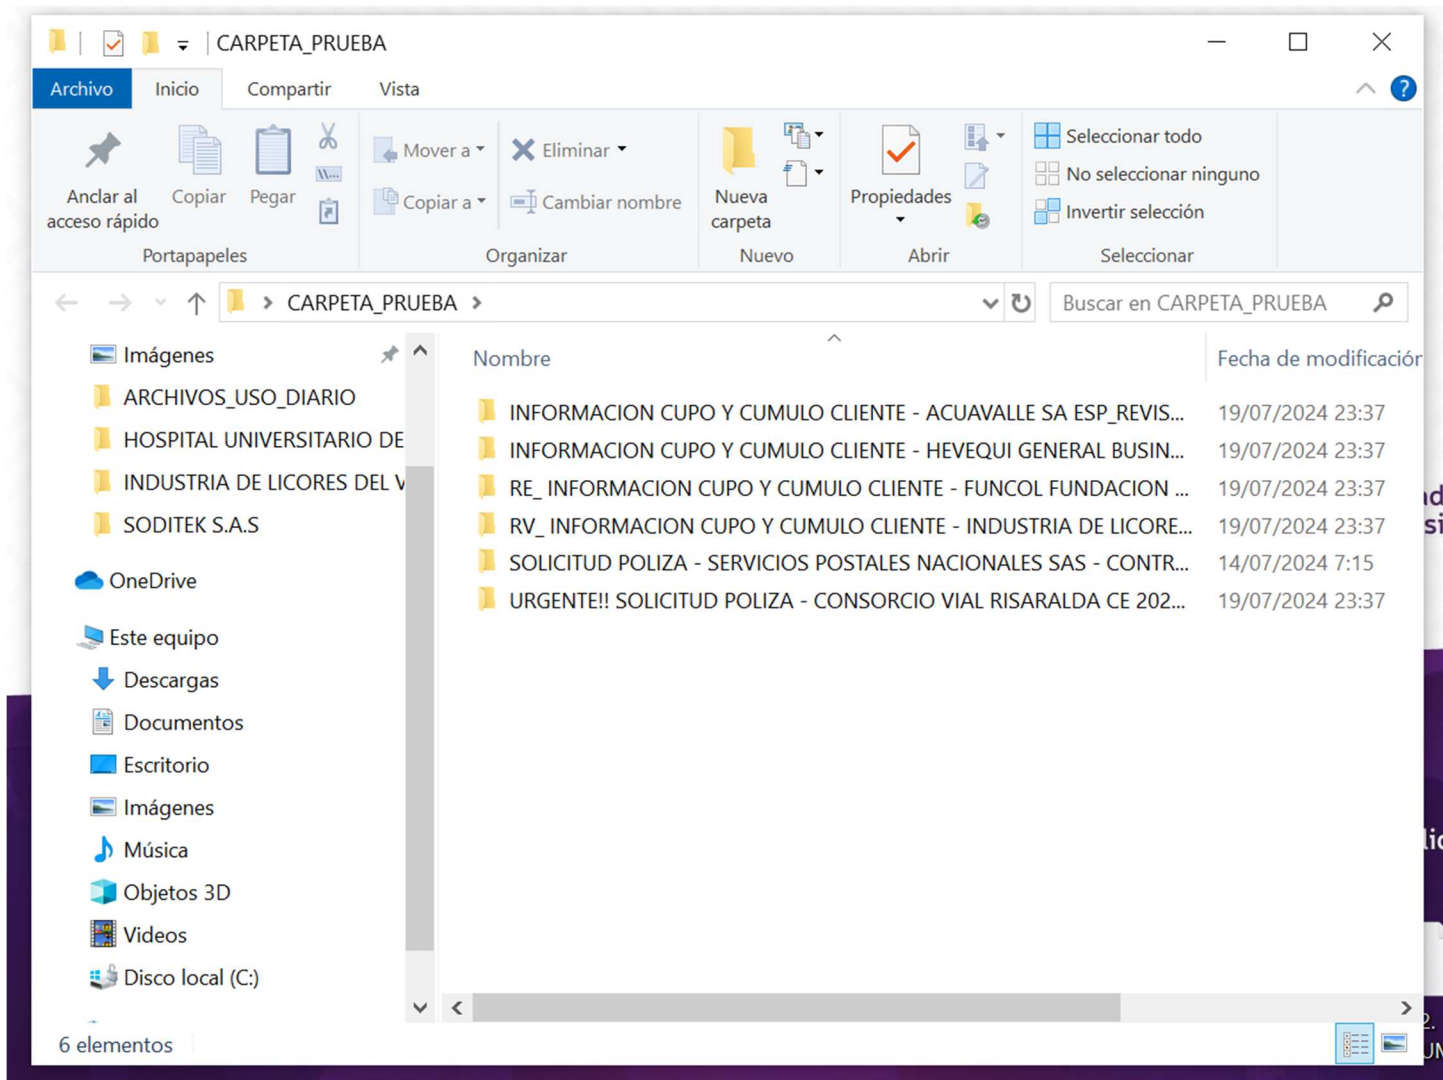 CARPETA_PRUEBA
Archivo Inicio Compartir Vista
Anclar al acceso rápido
Copiar
Pegar
Mover a
Copiar a
Eliminar
Cambiar nombre
Nueva carpeta
Propiedades
Seleccionar todo
No seleccionar ninguno
Invertir selección
Portapapeles Organizar Nuevo Abrir Seleccionar
CARPETA_PRUEBA
Buscar en CARPETA_PRUEBA
Imágenes
ARCHIVOS_USO_DIARIO
HOSPITAL UNIVERSITARIO DE
INDUSTRIA DE LICORES DEL V
SODITEK S.A.S
OneDrive
Este equipo
Descargas
Documentos
Escritorio
Imágenes
Música
Objetos 3D
Videos
Disco local (C:)
Nombre Fecha de modificación
INFORMACION CUPO Y CUMULO CLIENTE - ACUAVALLE SA ESP_REVIS... 19/07/2024 23:37
INFORMACION CUPO Y CUMULO CLIENTE - HEVEQUI GENERAL BUSIN... 19/07/2024 23:37
RE_ INFORMACION CUPO Y CUMULO CLIENTE - FUNCOL FUNDACION ... 19/07/2024 23:37
RV_ INFORMACION CUPO Y CUMULO CLIENTE - INDUSTRIA DE LICORE... 19/07/2024 23:37
SOLICITUD POLIZA - SERVICIOS POSTALES NACIONALES SAS - CONTR... 14/07/2024 7:15
URGENTE!! SOLICITUD POLIZA - CONSORCIO VIAL RISARALDA CE 202... 19/07/2024 23:37
6 elementos